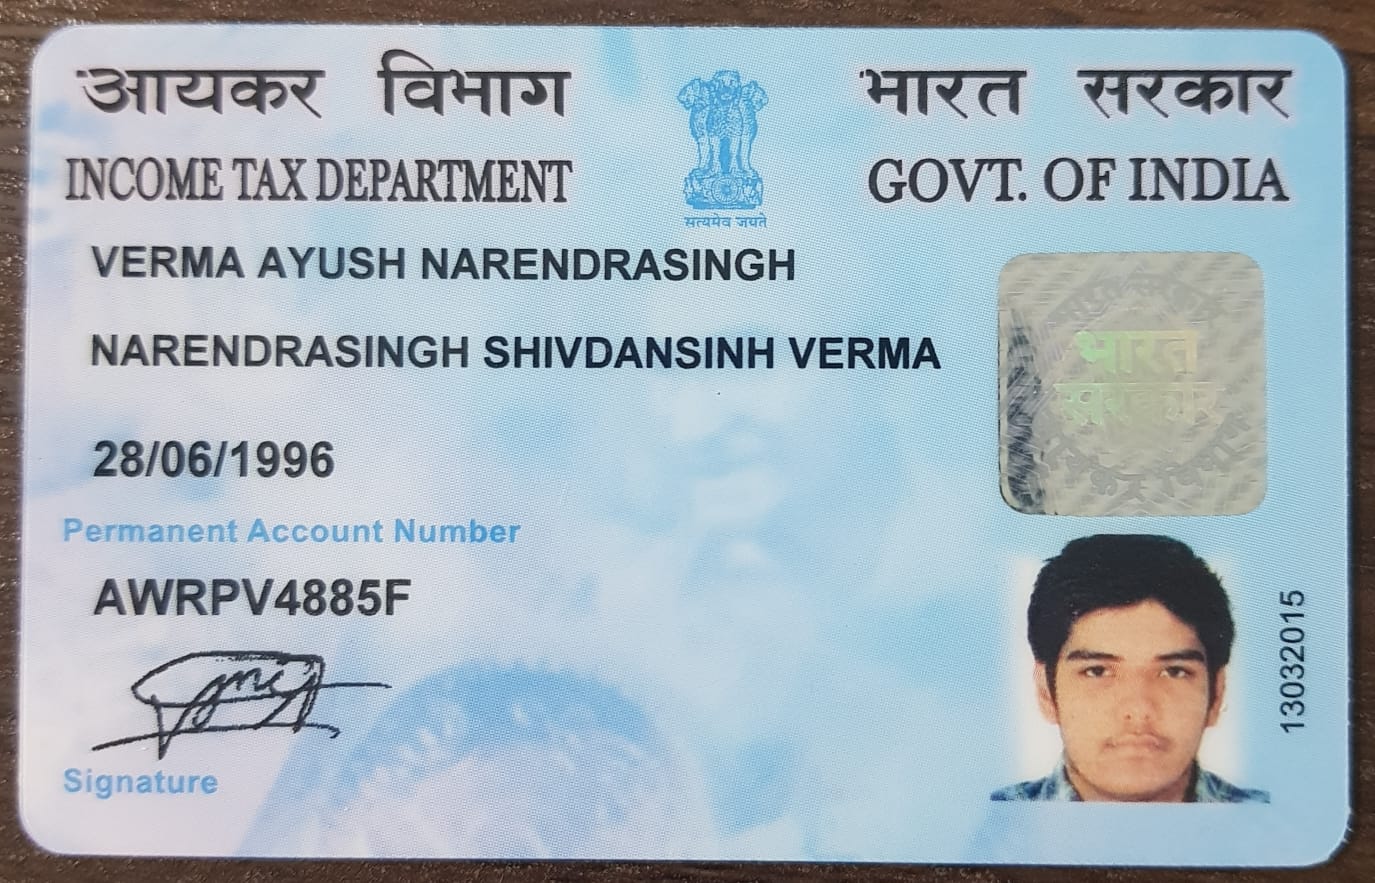 आयकर विभाग भारत सरकार
INCOME TAX DEPARTMENT GOVT. OF INDIA
सत्यमेव जयते
VERMA AYUSH NARENDRASINGH
NARENDRASINGH SHIVDANSINH VERMA
भारत
सरकार
28/06/1996
Permanent Account Number
AWRPV4885F
Signature
13032015